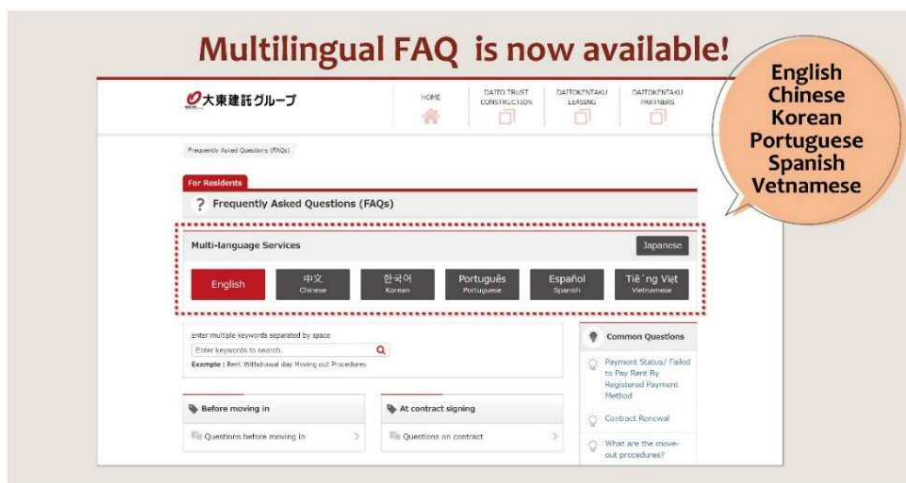 Multilingual FAQ is now available!
English
Chinese
Korean
Portuguese
Spanish
Vetnamese
大東建託グループ
HOME
DAITO TRUST
CONSTRUCTION
DAITOKENTAKU
LEASING
DAITOKENTAKU
PARTNERS
Frequently Asked Questions (FAQs)
For Residents
? Frequently Asked Questions (FAQs)
Multi-language Services
Japanese
English
中文
Chinese
한국어
Korean
Português
Portuguese
Español
Spanish
Tiê´ng Việt
Vietnamese
Enter multiple keywords separated by space
Enter keywords to search.
Example : Rent Withdrawal day Moving out Procedures
Before moving in
Questions before moving in
At contract signing
Questions on contract
Common Questions
Payment Status/ Failed
to Pay Rent By
Registered Payment
Method
Contract Renewal
What are the move-
out procedures?